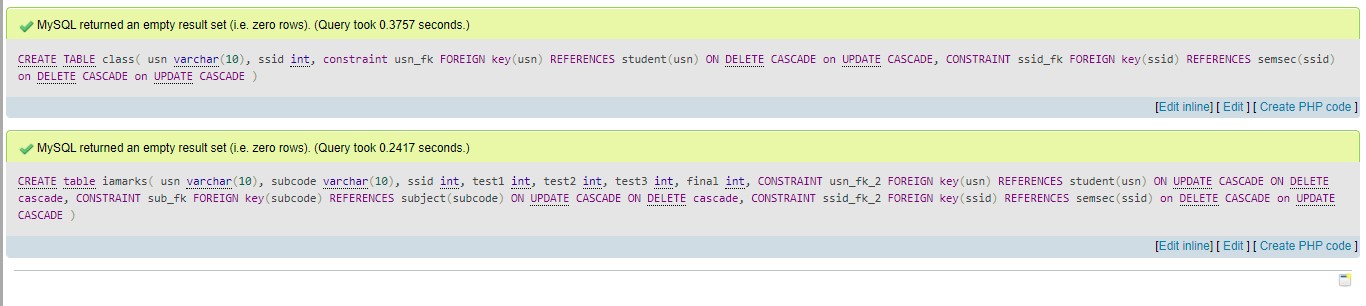 MySQL returned an empty result set (i.e. zero rows). (Query took 0.3757 seconds.)
CREATE TABLE class( usn varchar(10), ssid int, constraint usn_fk FOREIGN key(usn) REFERENCES student(usn) ON DELETE CASCADE on UPDATE CASCADE, CONSTRAINT ssid_fk FOREIGN key(ssid) REFERENCES semsec(ssid)
on DELETE CASCADE on UPDATE CASCADE )
[Edit inline] [ Edit ] [ Create PHP code ]
MySQL returned an empty result set (i.e. zero rows). (Query took 0.2417 seconds.)
CREATE table iamarks( usn varchar(10), subcode varchar(10), ssid int, test1 int, test2 int, test3 int, final int, CONSTRAINT usn_fk_2 FOREIGN key(usn) REFERENCES student(usn) ON UPDATE CASCADE ON DELETE
cascade, CONSTRAINT sub_fk FOREIGN key(subcode) REFERENCES subject(subcode) ON UPDATE CASCADE ON DELETE cascade, CONSTRAINT ssid_fk_2 FOREIGN key(ssid) REFERENCES semsec(ssid) on DELETE CASCADE on UPDATE
CASCADE )
[Edit inline] [ Edit ] [ Create PHP code ]